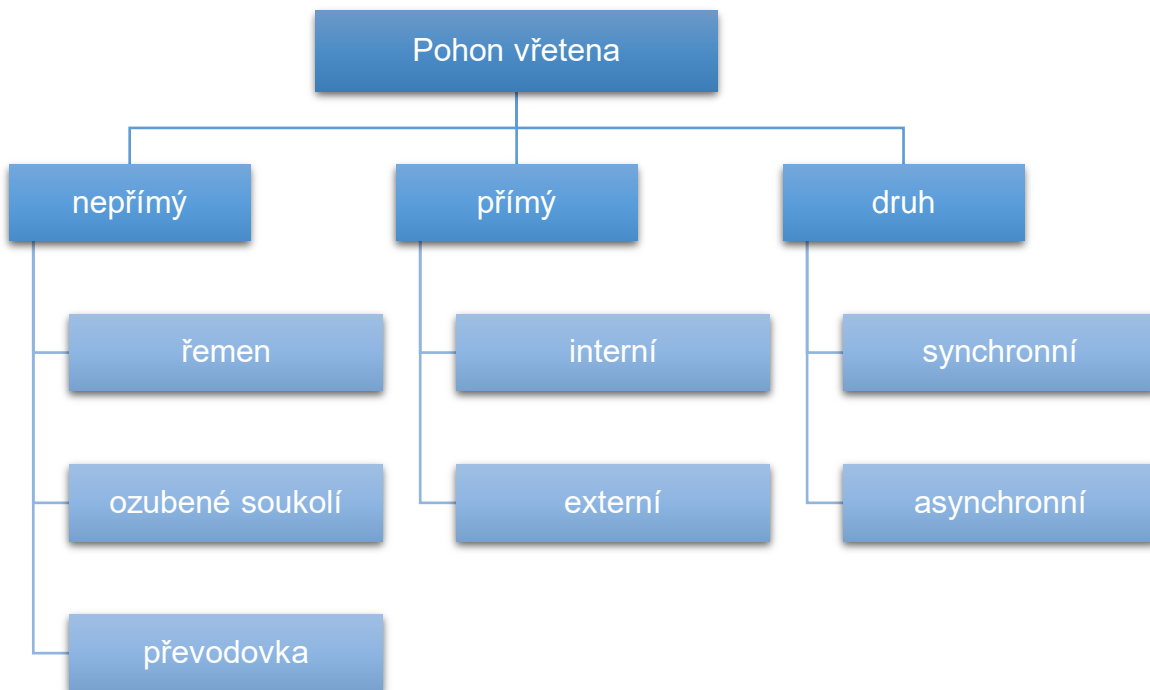 Pohon vřetena
nepřímý
řemen
ozubené soukolí
převodovka
přímý
interní
externí
druh
synchronní
asynchronní